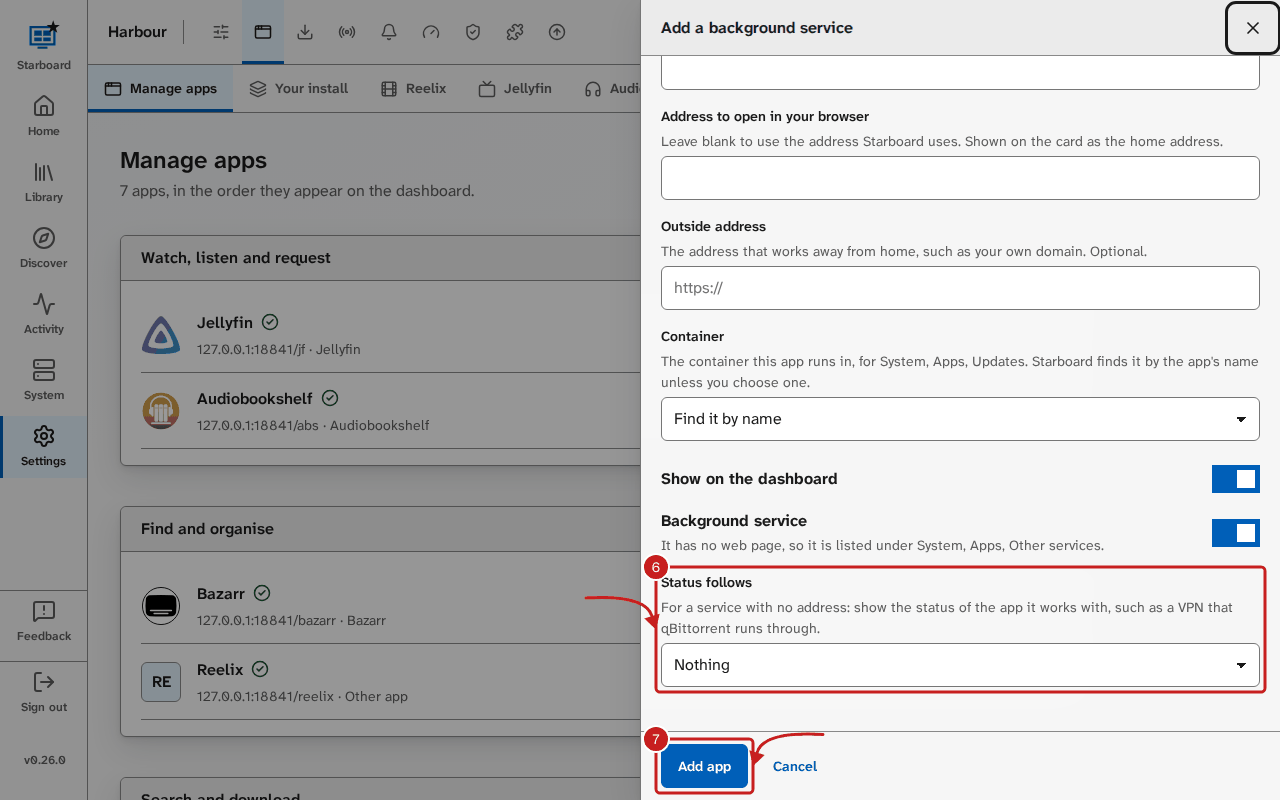 Starboard
Home
Library
Discover
Activity
System
Settings
Feedback
Sign out
v0.26.0
Harbour
Manage apps
Your install
Reelix
Jellyfin
Manage apps
7 apps, in the order they appear on the dashboard.
Watch, listen and request
Jellyfin
127.0.0.1:18841/jf · Jellyfin
Audiobookshelf
127.0.0.1:18841/abs · Audiobookshelf
Find and organise
Bazarr
127.0.0.1:18841/bazarr · Bazarr
RE
Reelix
127.0.0.1:18841/reelix · Other app
Search and download
Add a background service
Address to open in your browser
Leave blank to use the address Starboard uses. Shown on the card as the home address.
Outside address
The address that works away from home, such as your own domain. Optional.
https://
Container
The container this app runs in, for System, Apps, Updates. Starboard finds it by the app's name
unless you choose one.
Find it by name
Show on the dashboard
Background service
It has no web page, so it is listed under System, Apps, Other services.
6
Status follows
For a service with no address: show the status of the app it works with, such as a VPN that
qBittorrent runs through.
Nothing
7
Add app
Cancel